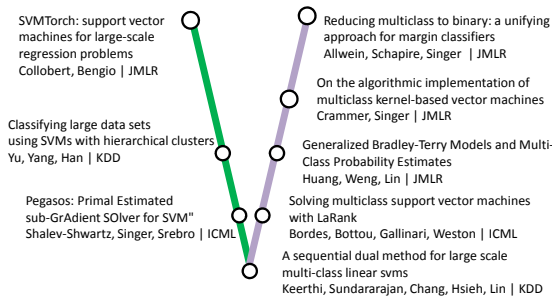 SVMTorch: support vector
machines for large-scale
regression problems
Collobert, Bengio | JMLR
Classifying large data sets
using SVMs with hierarchical clusters
Yu, Yang, Han | KDD
Pegasos: Primal Estimated
sub-GrAdient SOlver for SVM"
Shalev-Shwartz, Singer, Srebro | ICML
Reducing multiclass to binary: a unifying
approach for margin classifiers
Allwein, Schapire, Singer | JMLR
On the algorithmic implementation of
multiclass kernel-based vector machines
Crammer, Singer | JMLR
Generalized Bradley-Terry Models and Multi-
Class Probability Estimates
Huang, Weng, Lin | JMLR
Solving multiclass support vector machines
with LaRank
Bordes, Bottou, Gallinari, Weston | ICML
A sequential dual method for large scale
multi-class linear svms
Keerthi, Sundararajan, Chang, Hsieh, Lin | KDD